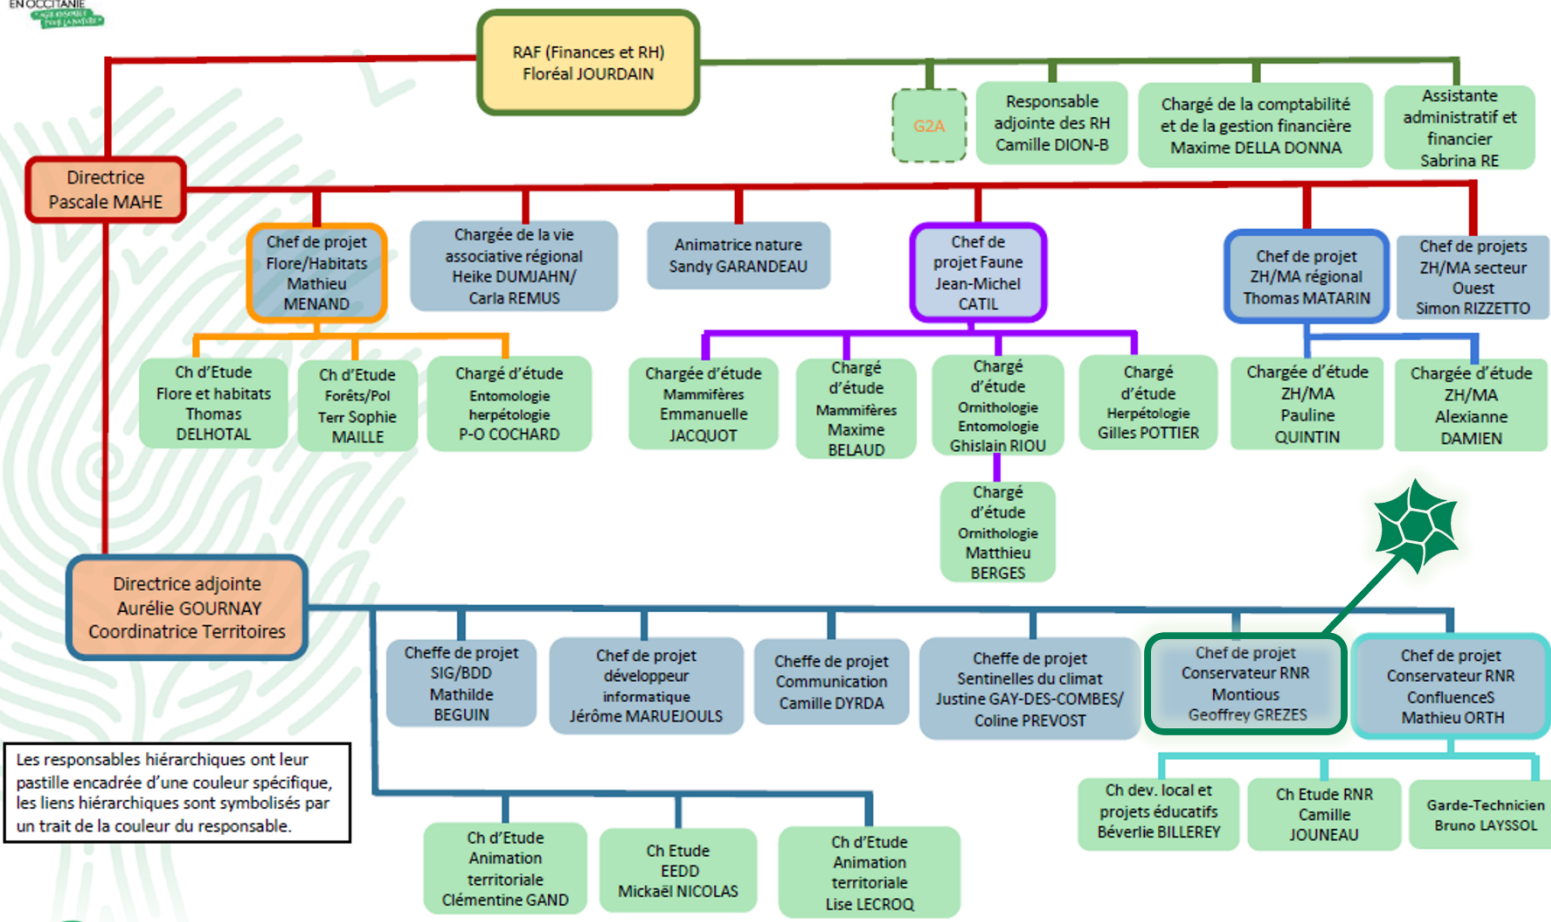 EN OCCITANIE
RAF (Finances et RH)
Floréal JOURDAIN
G2A
Responsable
adjointe des RH
Camille DION-B
Chargé de la comptabilité
et de la gestion financière
Maxime DELLA DONNA
Assistante
administratif et
financier
Sabrina RE
Directrice
Pascale MAHE
Chef de projet
Flore/Habitats
Mathieu
MENAND
Chargée de la vie
associative régional
Heike DUMJAHN/
Carla REMUS
Animatrice nature
Sandy GARANDEAU
Chef de
projet Faune
Jean-Michel
CATIL
Chef de projet
ZH/MA régional
Thomas MATARIN
Chef de projets
ZH/MA secteur
Ouest
Simon RIZZETTO
Ch d'Etude
Flore et habitats
Thomas
DELHOTAL
Ch d'Etude
Forêts/Pol
Terr Sophie
MAILLE
Chargé d'étude
Entomologie
herpétologie
P-O COCHARD
Chargée d'étude
Mammifères
Emmanuelle
JACQUOT
Chargé
d'étude
Mammifères
Maxime
BELAUD
Chargé
d'étude
Ornithologie
Entomologie
Ghislain RIOU
Chargé
d'étude
Herpétologie
Gilles POTTIER
Chargée d'étude
ZH/MA
Pauline
QUINTIN
Chargée d'étude
ZH/MA
Alexianne
DAMIEN
Chargé
d'étude
Ornithologie
Matthieu
BERGES
Directrice adjointe
Aurélie GOURNAY
Coordinatrice Territoires
Cheffe de projet
SIG/BDD
Mathilde
BEGUIN
Chef de projet
développeur
informatique
Jérôme MARUEJOULS
Cheffe de projet
Communication
Camille DYRDA
Cheffe de projet
Sentinelles du climat
Justine GAY-DES-COMBES/
Coline PREVOST
Chef de projet
Conservateur RNR
Montious
Geoffrey GREZES
Chef de projet
Conservateur RNR
ConfluenceS
Mathieu ORTH
Les responsables hiérarchiques ont leur
pastille encadrée d'une couleur spécifique,
les liens hiérarchiques sont symbolisés par
un trait de la couleur du responsable.
Ch dev. local et
projets éducatifs
Béverlie BILLEREY
Ch Etude RNR
Camille
JOUNEAU
Garde-Technicien
Bruno LAYSSOL
Ch d'Etude
Animation
territoriale
Clémentine GAND
Ch Etude
EEDD
Mickaël NICOLAS
Ch d'Etude
Animation
territoriale
Lise LECROQ